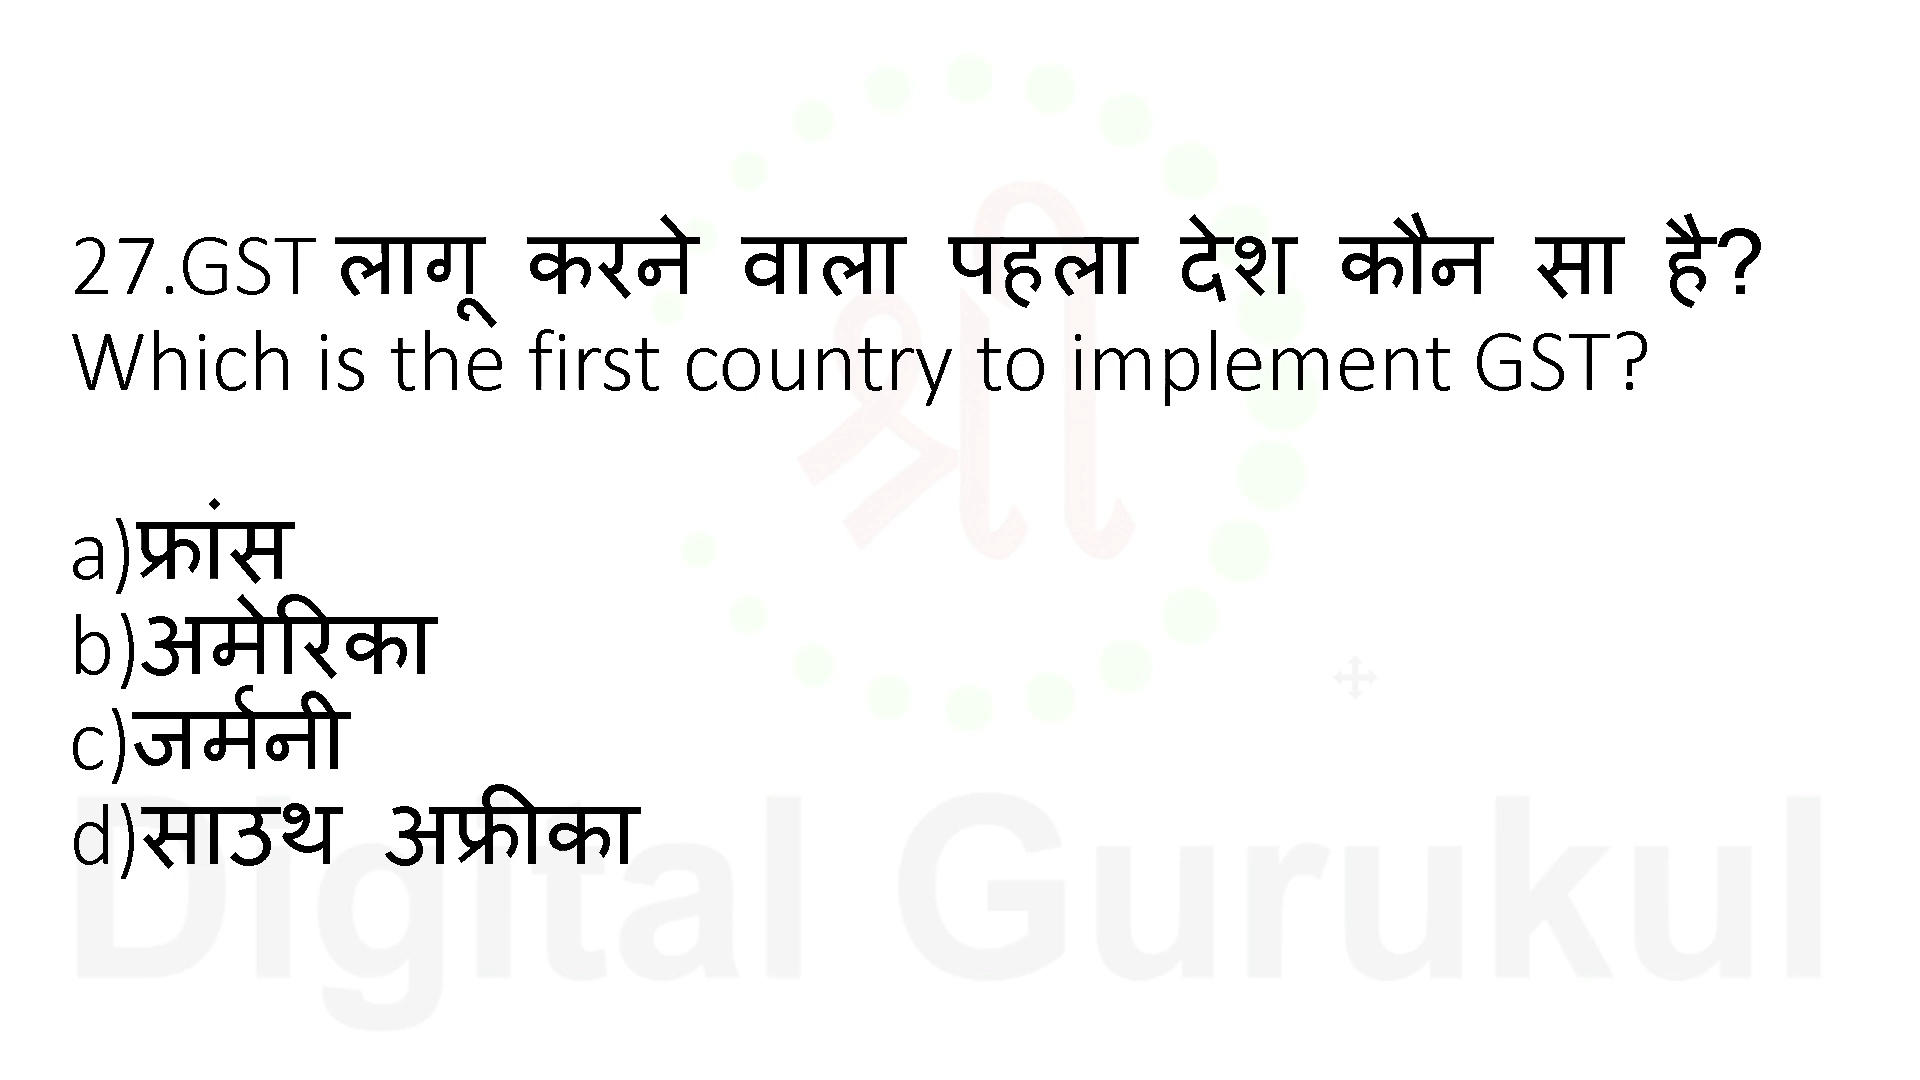 27.GST लागू करने वाला पहला देश कौन सा है?
Which is the first country to implement GST?
a)फ्रांस
b)अमेरिका
c)जर्मनी
d)साउथ अफ्रीका
श्री
Digital Gurukul